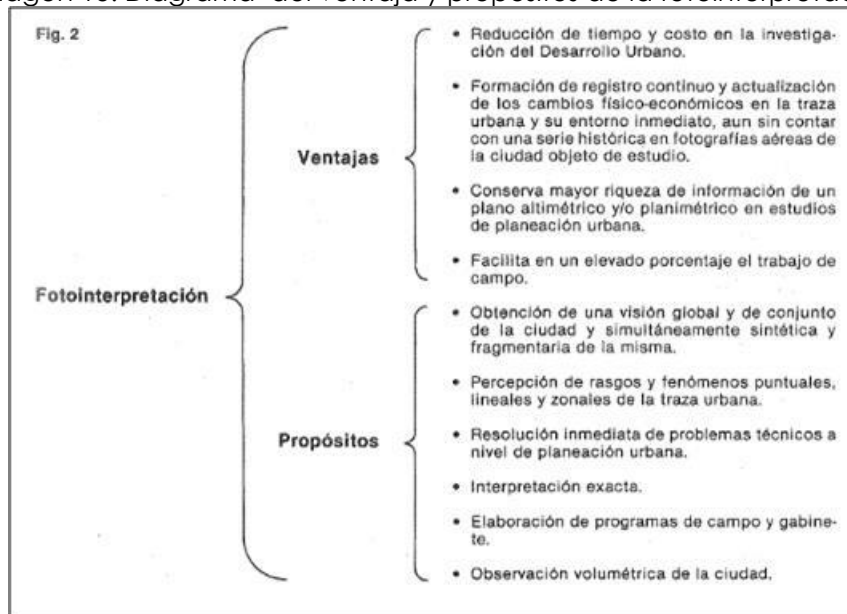 Diagrama de ventaja y propósitos de la
Fig. 2
Reducción de tiempo y costo en la investiga-
ción del Desarrollo Urbano.
Formación de registro continuo y actualización
de los cambios físico-económicos en la traza
urbana y su entorno inmediato, aun sin contar
con una serie histórica en fotografías aéreas de
la ciudad objeto de estudio.
Ventajas
Conserva mayor riqueza de información de un
plano altimétrico y/o planimétrico en estudios
de planeación urbana.
Facilita en un elevado porcentaje el trabajo de
campo.
Fotointerpretación
Obtención de una visión global y de conjunto
de la ciudad y simultáneamente sintética y
fragmentaria de la misma.
Percepción de rasgos y fenómenos puntuales,
lineales y zonales de la traza urbana.
Propósitos
Resolución inmediata de problemas técnicos a
nivel de planeación urbana.
Interpretación exacta.
Elaboración de programas de campo y gabine-
te.
Observación volumétrica de la ciudad.